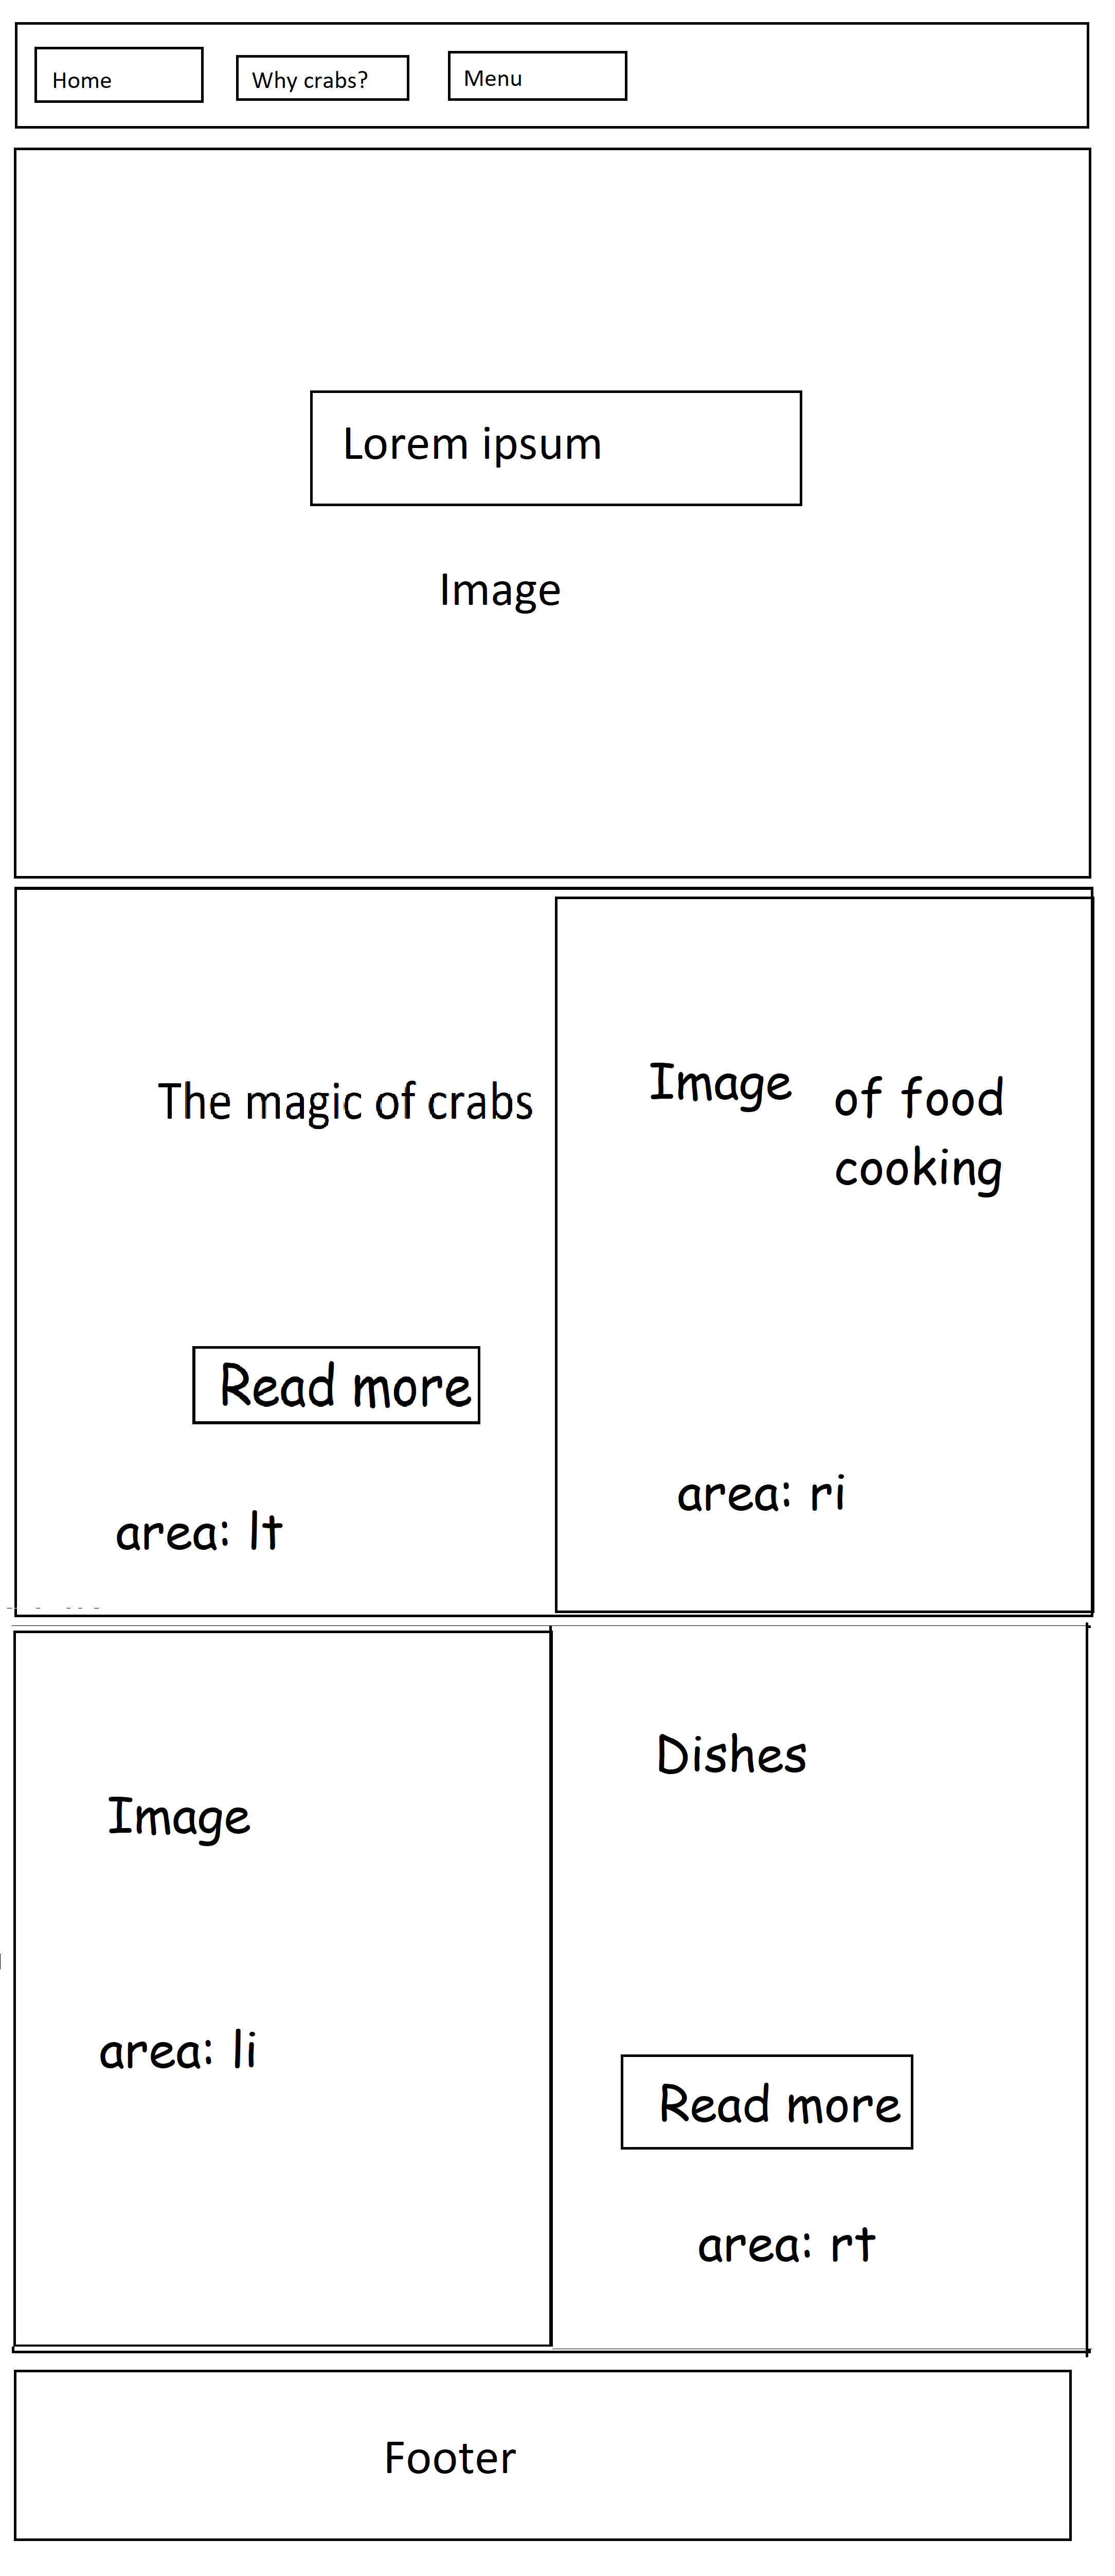 Home
Why crabs?
Menu
Lorem ipsum
Image
The magic of crabs
Read more
area: lt
Image
of food
cooking
area: ri
Image
area: li
Dishes
Read more
area: rt
Footer